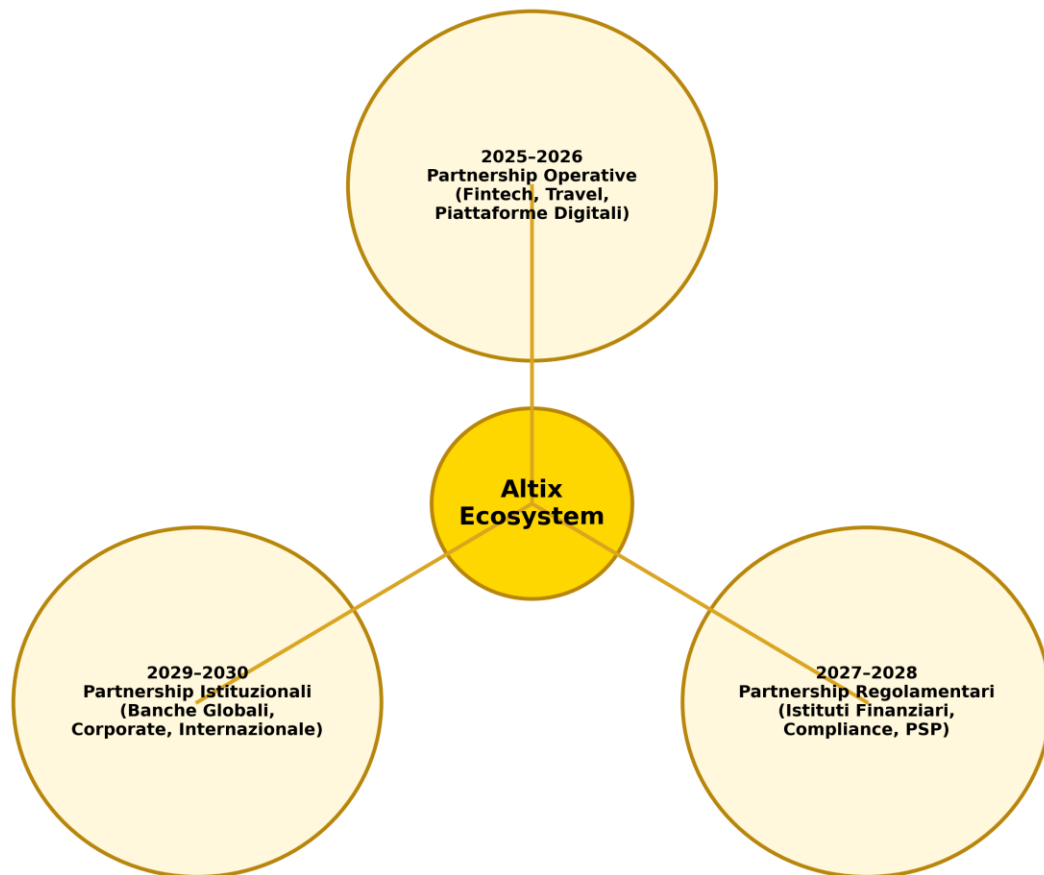 2025–2026
Partnership Operative
(Fintech, Travel,
Piattaforme Digitali)
Altix
Ecosystem
2029–2030
Partnership Istituzionali
(Banche Globali,
Corporate, Internazionale)
2027–2028
Partnership Regolamentari
(Istituti Finanziari,
Compliance, PSP)